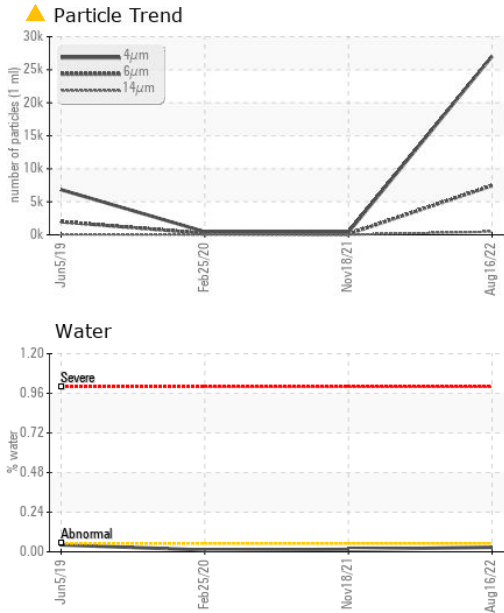 Particle Trend
number of particles (1 ml)
30k
25k
20k
15k
10k
5k
0k
4µm
6µm
14µm
Jun5/19
Feb25/20
Nov18/21
Aug16/22
Water
% water
1.20
0.96
0.72
0.48
0.24
0.00
Severe
Abnormal
Jun5/19
Feb25/20
Nov18/21
Aug16/22